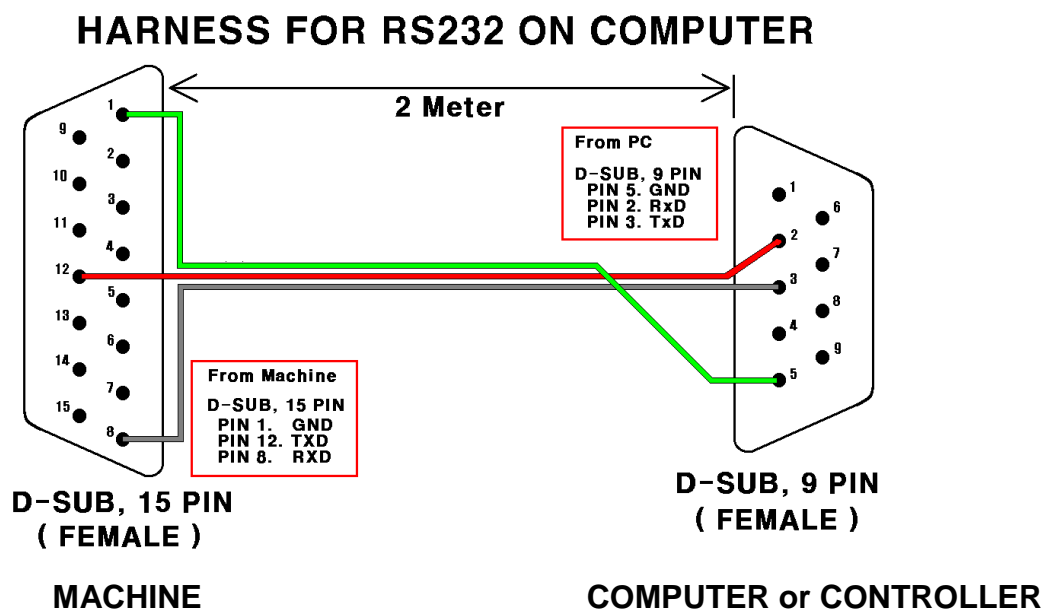 HARNESS FOR RS232 ON COMPUTER
2 Meter
1
2
3
4
5
6
7
8
9
10
11
12
13
14
15
From PC
D-SUB, 9 PIN
PIN 5. GND
PIN 2. RxD
PIN 3. TxD
1
2
3
4
5
6
7
8
9
From Machine
D-SUB, 15 PIN
PIN 1. GND
PIN 12. TXD
PIN 8. RXD
D-SUB, 15 PIN
( FEMALE )
D-SUB, 9 PIN
( FEMALE )
MACHINE
COMPUTER or CONTROLLER